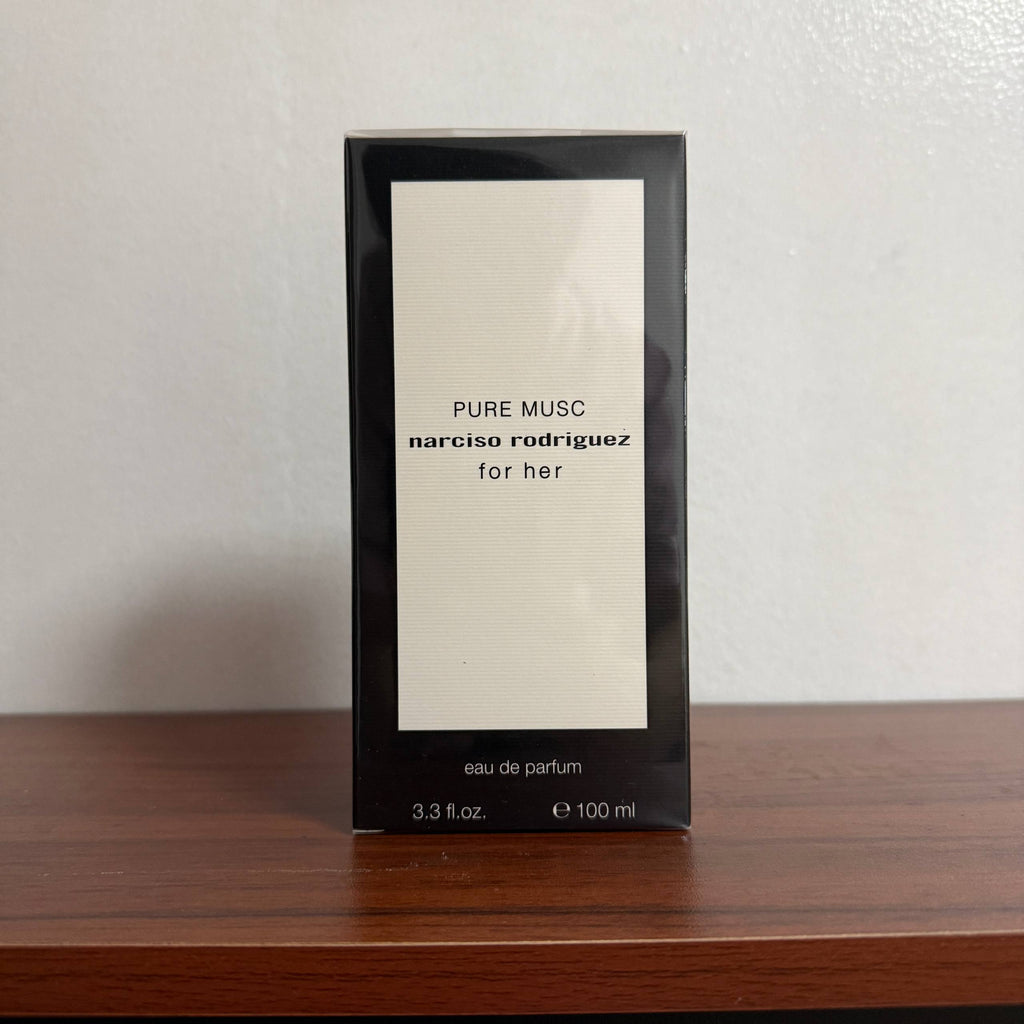 PURE MUSC
narciso rodriguez
for her
eau de parfum
3.3 fl.oz. ℮ 100 ml